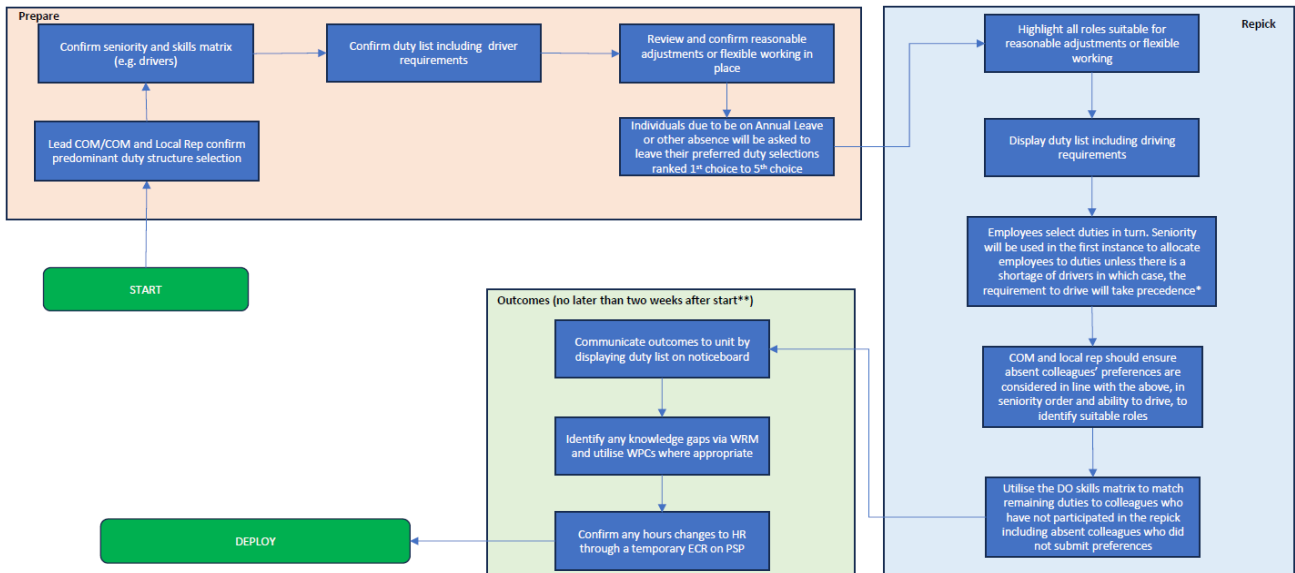 Prepare
Confirm seniority and skills matrix
(e.g. drivers)
Confirm duty list including driver
requirements
Review and confirm reasonable
adjustments or flexible working in
place
Lead COM/COM and Local Rep confirm
predominant duty structure selection
Individuals due to be on Annual Leave
or other absence will be asked to
leave their preferred duty selections
ranked 1st choice to 5th choice
START
Repick
Highlight all roles suitable for
reasonable adjustments or flexible
working
Display duty list including driving
requirements
Employees select duties in turn. Seniority
will be used in the first instance to allocate
employees to duties unless there is a
shortage of drivers in which case, the
requirement to drive will take precedence*
COM and local rep should ensure
absent colleagues' preferences are
considered in line with the above, in
seniority order and ability to drive, to
identify suitable roles
Utilise the DO skills matrix to match
remaining duties to colleagues who
have not participated in the repick
including absent colleagues who did
not submit preferences
Outcomes (no later than two weeks after start**)
Communicate outcomes to unit by
displaying duty list on noticeboard
Identify any knowledge gaps via WRM
and utilise WPCs where appropriate
Confirm any hours changes to HR
through a temporary ECR on PSP
DEPLOY